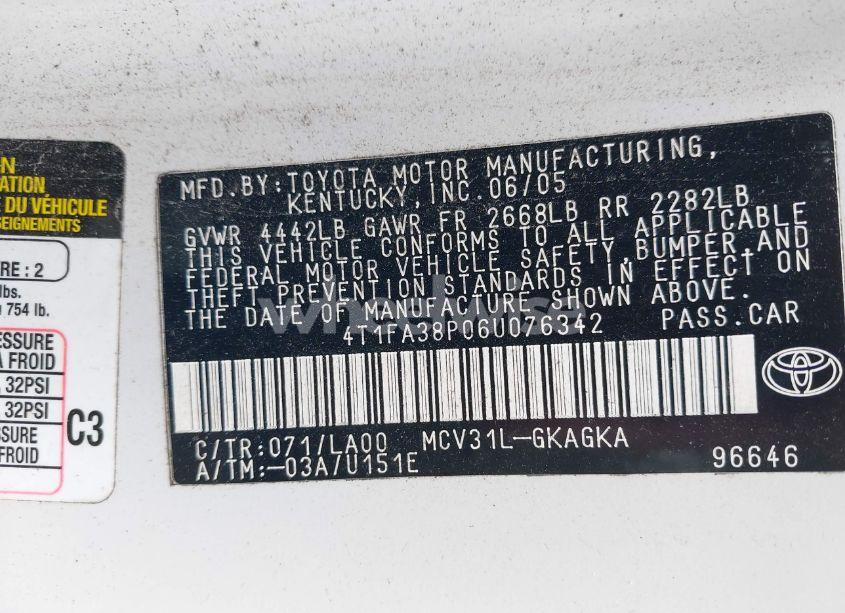 N
ATION
E DU VÉHICULE
SEIGNEMENTS
RE : 2
lbs.
754 lb.
PRESSURE
A FROID
, 32PSI
, 32PSI
SSURE
FROID
C3
MFD.BY:TOYOTA MOTOR MANUFACTURING,
KENTUCKY,INC.06/05
GVWR 4442LB GAWR FR 2668LB RR 2282LB
THIS VEHICLE CONFORMS TO ALL APPLICABLE
FEDERAL MOTOR VEHICLE SAFETY,BUMPER,AND
THEFT PREVENTION STANDARDS IN EFFECT ON
THE DATE OF MANUFACTURE SHOWN ABOVE.
4T1FA38P06U076342 PASS.CAR
C/TR:071/LA00 MCV31L-GKAGKA
A/TM:-03A/U151E 96646